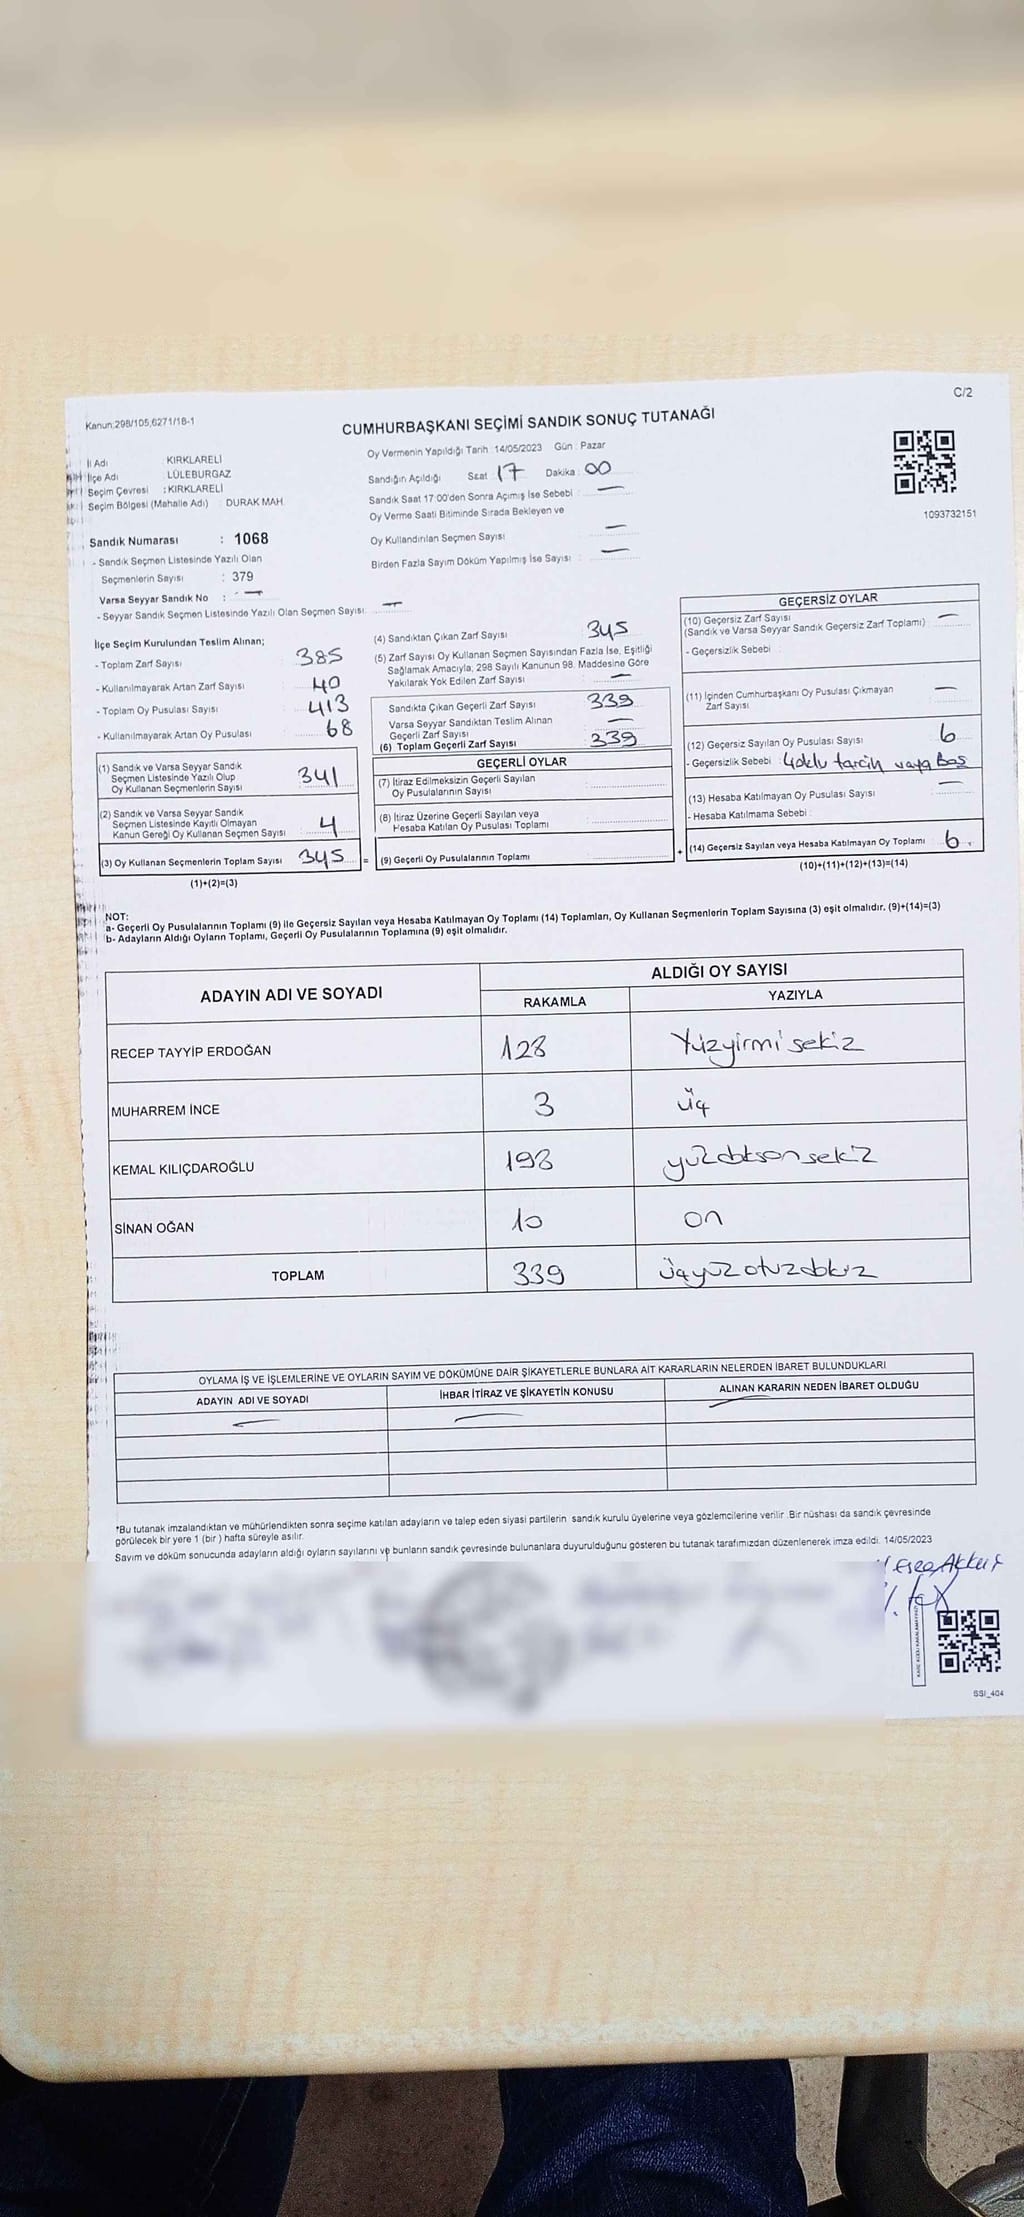 C/2
Kanun:298/105,6271/18-1
CUMHURBAŞKANI SEÇİMİ SANDIK SONUÇ TUTANAĞI
İl Adı : KIRKLARELİ
İlçe Adı : LÜLEBURGAZ
Seçim Çevresi : KIRKLARELİ
Seçim Bölgesi (Mahalle Adı) : DURAK MAH.
Sandık Numarası : 1068
- Sandık Seçmen Listesinde Yazılı Olan
Seçmenlerin Sayısı : 379
Varsa Seyyar Sandık No : —
- Seyyar Sandık Seçmen Listesinde Yazılı Olan Seçmen Sayısı: —
Oy Vermenin Yapıldığı Tarih : 14/05/2023 Gün : Pazar
Sandığın Açıldığı Saat 17 Dakika : 00
Sandık Saat 17:00'den Sonra Açımış İse Sebebi : —
Oy Verme Saati Bitiminde Sırada Bekleyen ve
Oy Kullandırılan Seçmen Sayısı —
Birden Fazla Sayım Döküm Yapılmış İse Sayısı : —
1093732151
İlçe Seçim Kurulundan Teslim Alınan;
- Toplam Zarf Sayısı 385
- Kullanılmayarak Artan Zarf Sayısı 40
- Toplam Oy Pusulası Sayısı 413
- Kullanılmayarak Artan Oy Pusulası 68
(1) Sandık ve Varsa Seyyar Sandık
Seçmen Listesinde Yazılı Olup
Oy Kullanan Seçmenlerin Sayısı 341
(2) Sandık ve Varsa Seyyar Sandık
Seçmen Listesinde Kayıtlı Olmayan
Kanun Gereği Oy Kullanan Seçmen Sayısı 4
(3) Oy Kullanan Seçmenlerin Toplam Sayısı 345 =
(1)+(2)=(3)
(4) Sandıktan Çıkan Zarf Sayısı 345
(5) Zarf Sayısı Oy Kullanan Seçmen Sayısından Fazla İse, Eşitliği
Sağlamak Amacıyla; 298 Sayılı Kanunun 98. Maddesine Göre
Yakılarak Yok Edilen Zarf Sayısı —
Sandıkta Çıkan Geçerli Zarf Sayısı 339
Varsa Seyyar Sandıktan Teslim Alınan
Geçerli Zarf Sayısı —
(6) Toplam Geçerli Zarf Sayısı 339
GEÇERLİ OYLAR
(7) İtiraz Edilmeksizin Geçerli Sayılan
Oy Pusulalarının Sayısı
(8) İtiraz Üzerine Geçerli Sayılan veya
Hesaba Katılan Oy Pusulası Toplamı
(9) Geçerli Oy Pusulalarının Toplamı +
GEÇERSİZ OYLAR
(10) Geçersiz Zarf Sayısı
(Sandık ve Varsa Seyyar Sandık Geçersiz Zarf Toplamı) —
- Geçersizlik Sebebi :
(11) İçinden Cumhurbaşkanı Oy Pusulası Çıkmayan
Zarf Sayısı —
(12) Geçersiz Sayılan Oy Pusulası Sayısı 6
- Geçersizlik Sebebi : Çoklu tarcih vaya Boş
(13) Hesaba Katılmayan Oy Pusulası Sayısı —
- Hesaba Katılmama Sebebi :
(14) Geçersiz Sayılan veya Hesaba Katılmayan Oy Toplamı 6.
(10)+(11)+(12)+(13)=(14)
NOT:
a- Geçerli Oy Pusulalarının Toplamı (9) ile Geçersiz Sayılan veya Hesaba Katılmayan Oy Toplamı (14) Toplamları, Oy Kullanan Seçmenlerin Toplam Sayısına (3) eşit olmalıdır. (9)+(14)=(3)
b- Adayların Aldığı Oyların Toplamı, Geçerli Oy Pusulalarının Toplamına (9) eşit olmalıdır.
ADAYIN ADI VE SOYADI ALDIĞI OY SAYISI
RAKAMLA YAZIYLA
RECEP TAYYİP ERDOĞAN 128 Yüzyirmi sekiz
MUHARREM İNCE 3 üç
KEMAL KILIÇDAROĞLU 198 yüzdoksonsekiz
SİNAN OĞAN 10 on
TOPLAM 339 üçyüzotuzdokuz
OYLAMA İŞ VE İŞLEMLERİNE VE OYLARIN SAYIM VE DÖKÜMÜNE DAİR ŞİKAYETLERLE BUNLARA AİT KARARLARIN NELERDEN İBARET BULUNDUKLARI
ADAYIN ADI VE SOYADI İHBAR İTİRAZ VE ŞİKAYETİN KONUSU ALINAN KARARIN NEDEN İBARET OLDUĞU
— — —
*Bu tutanak imzalandıktan ve mühürlendikten sonra seçime katılan adayların ve talep eden siyasi partilerin sandık kurulu üyelerine veya gözlemcilerine verilir. Bir nüshası da sandık çevresinde
görülecek bir yere 1 (bir) hafta süreyle asılır.
Sayım ve döküm sonucunda adayların aldığı oyların sayılarını ve bunların sandık çevresinde bulunanlara duyurulduğunu gösteren bu tutanak tarafımızdan düzenlenerek imza edildi. 14/05/2023
SSI_404